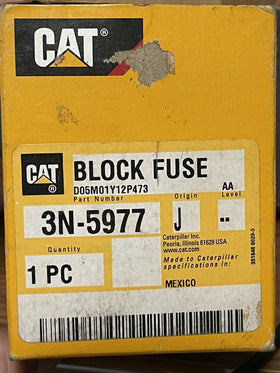 CAT®
CAT®
BLOCK FUSE
D05M01Y12P473
Part Number
Origin
AA
Level
3N-5977
J
--
Caterpillar Inc.
Peoria, Illinois 61629 USA
www.cat.com
Quantity
1 PC
Made to Caterpillar
specifications in:
MEXICO